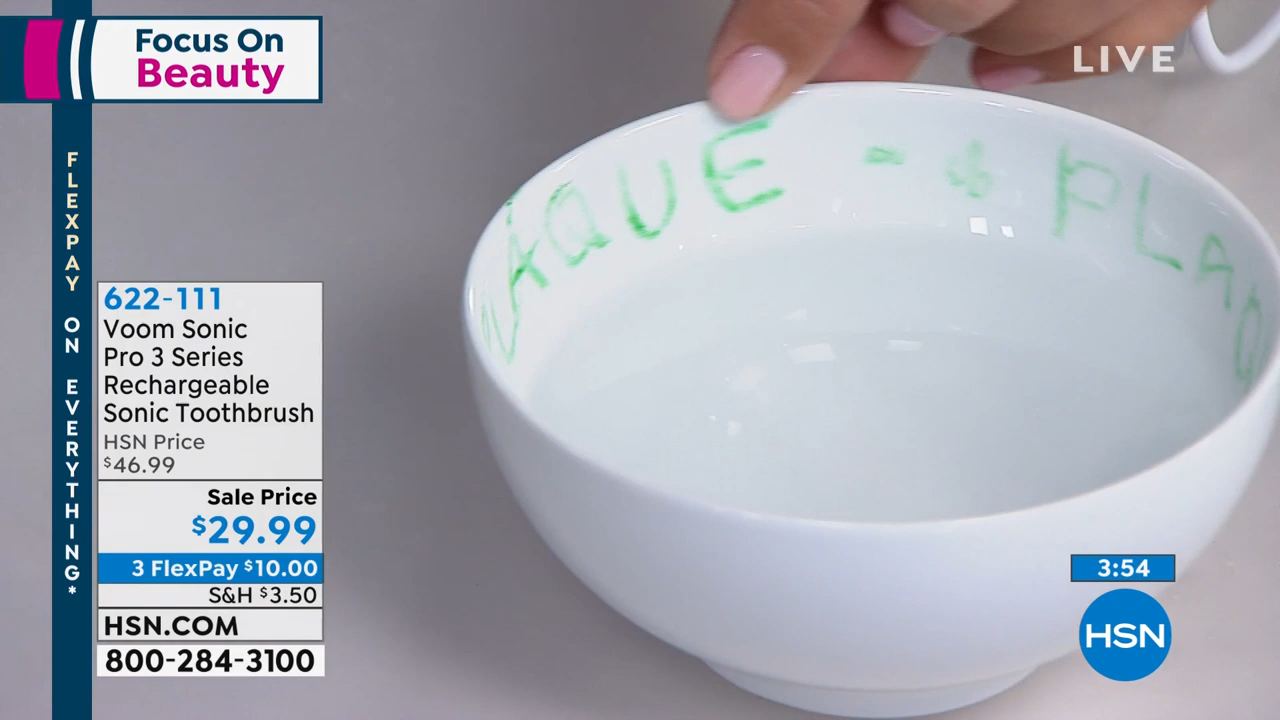 Focus On
Beauty
LIVE
FLEXPAY ON EVERYTHING*
PLAQUE - PLAQ
622-111
Voom Sonic
Pro 3 Series
Rechargeable
Sonic Toothbrush
HSN Price
$46.99
Sale Price
$29.99
3 FlexPay $10.00
S&H $3.50
HSN.COM
800-284-3100
3:54
HSN